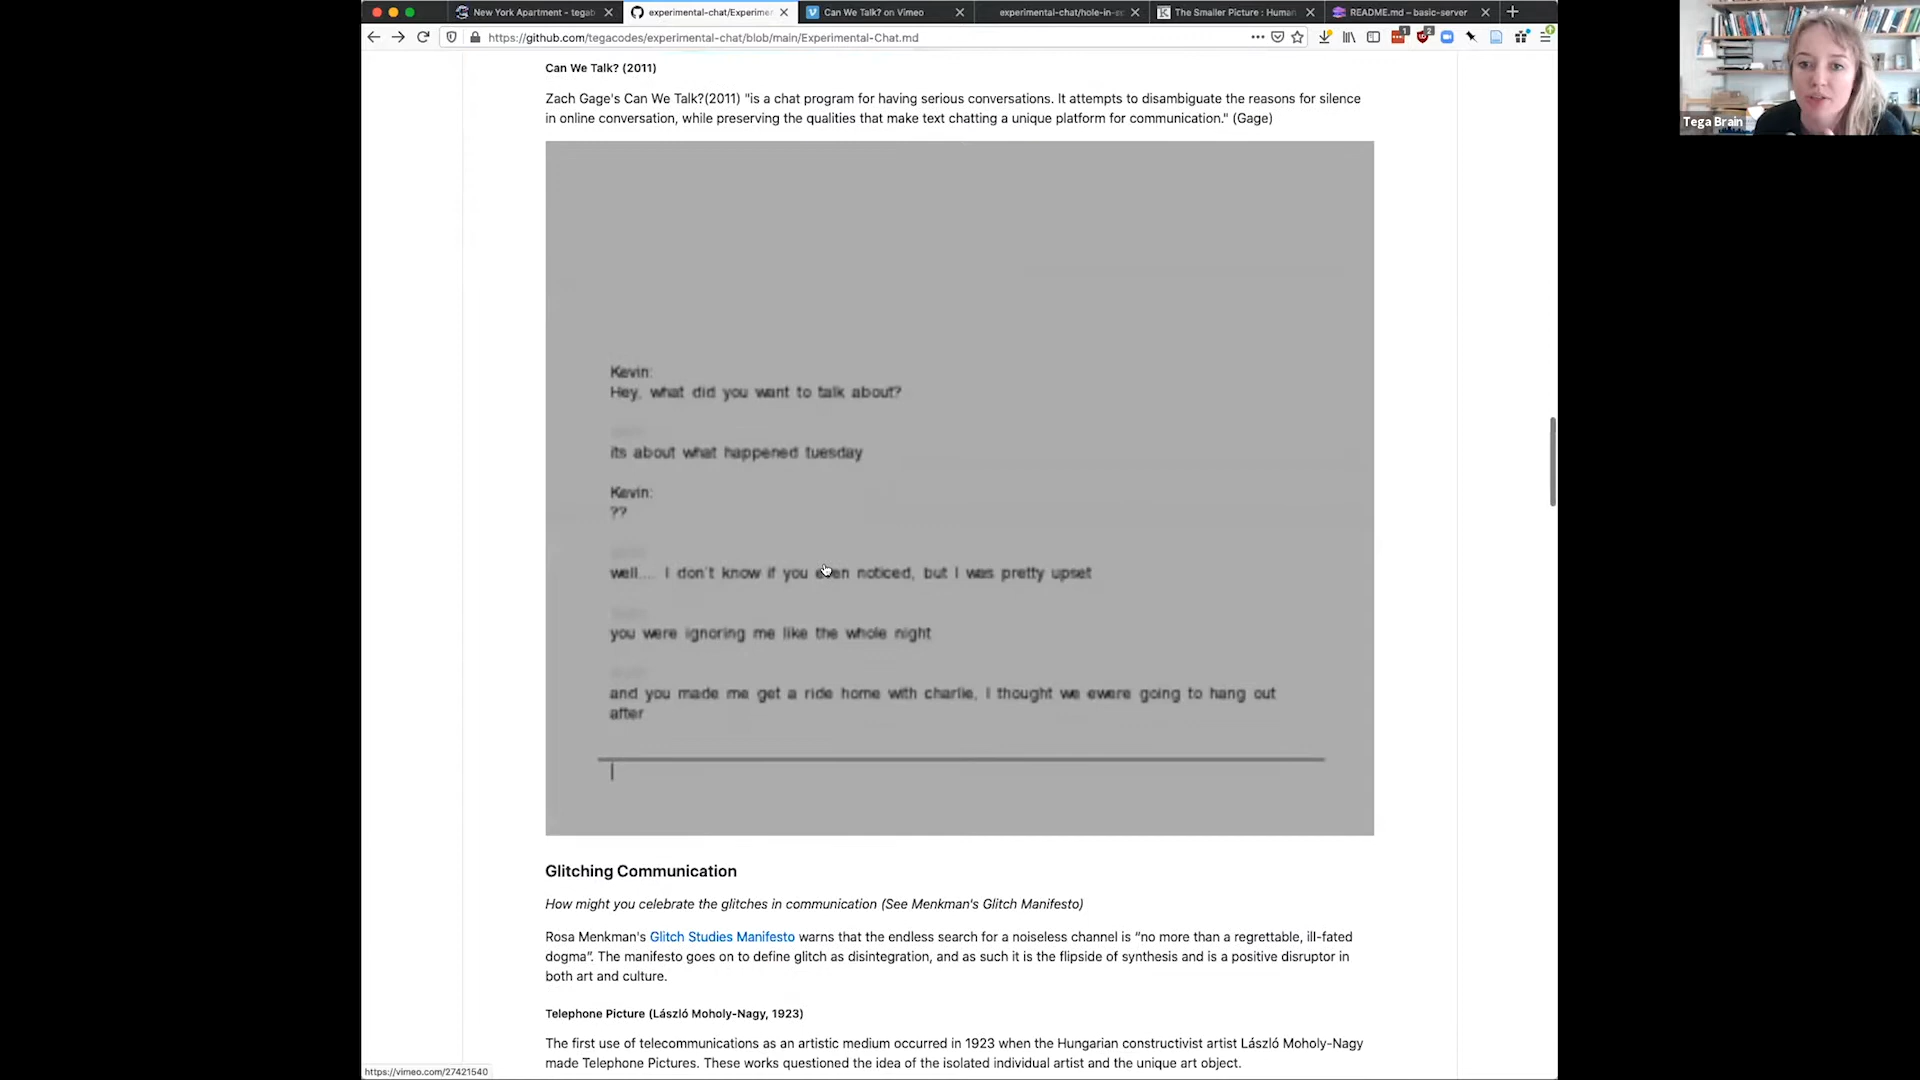 New York Apartment - tegab
experimental-chat/Experimen
Can We Talk? on Vimeo
experimental-chat/hole-in-s
The Smaller Picture : Human
README.md – basic-server
https://github.com/tegacodes/experimental-chat/blob/main/Experimental-Chat.md
Tega Brain
Can We Talk? (2011)
Zach Gage's Can We Talk?(2011) "is a chat program for having serious conversations. It attempts to disambiguate the reasons for silence
in online conversation, while preserving the qualities that make text chatting a unique platform for communication." (Gage)
Kevin:
Hey, what did you want to talk about?
its about what happened tuesday
Kevin:
??
well.... I don't know if you even noticed, but I was pretty upset
you were ignoring me like the whole night
and you made me get a ride home with charlie, I thought we ewere going to hang out
after
Glitching Communication
How might you celebrate the glitches in communication (See Menkman's Glitch Manifesto)
Rosa Menkman's Glitch Studies Manifesto warns that the endless search for a noiseless channel is “no more than a regrettable, ill-fated
dogma”. The manifesto goes on to define glitch as disintegration, and as such it is the flipside of synthesis and is a positive disruptor in
both art and culture.
Telephone Picture (László Moholy-Nagy, 1923)
The first use of telecommunications as an artistic medium occurred in 1923 when the Hungarian constructivist artist László Moholy-Nagy
made Telephone Pictures. These works questioned the idea of the isolated individual artist and the unique art object.
https://vimeo.com/27421540